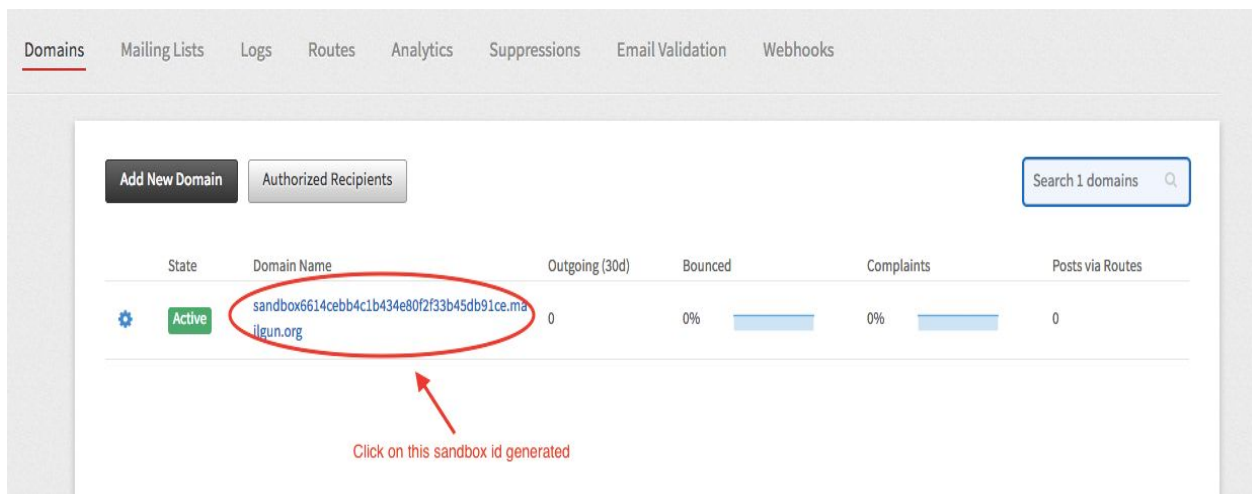 Domains Mailing Lists Logs Routes Analytics Suppressions Email Validation Webhooks
Add New Domain Authorized Recipients Search 1 domains
State Domain Name Outgoing (30d) Bounced Complaints Posts via Routes
sandbox6614cebb4c1b434e80f2f33b45db91ce.ma
Active 0 0% 0% 0
ilgun.org
Click on this sandbox id generated